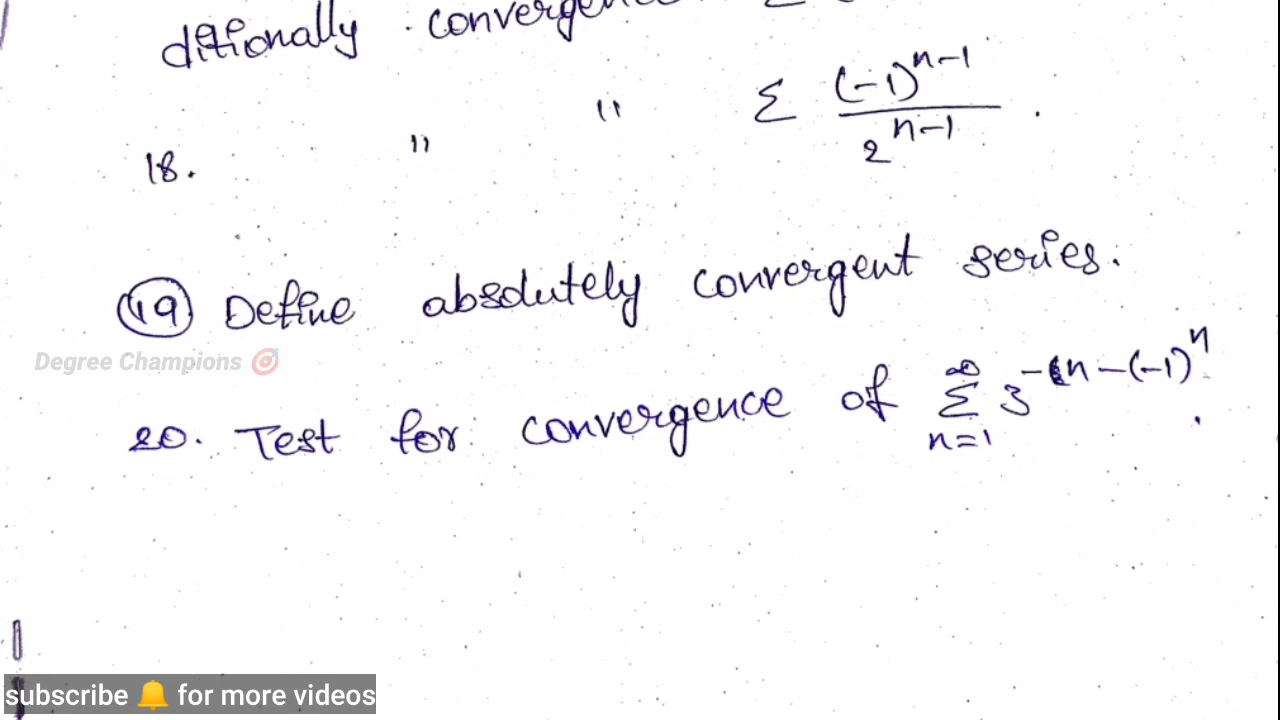 ditionally . convergen Σ
18. " " Σ (-1)^{n-1} / 2^{n-1} .
(19) Define absolutely convergent series.
Degree Champions 🎯
20. Test for convergence of ∞Σn=1 3^{-n-(-1)^n} .
subscribe 🔔 for more videos